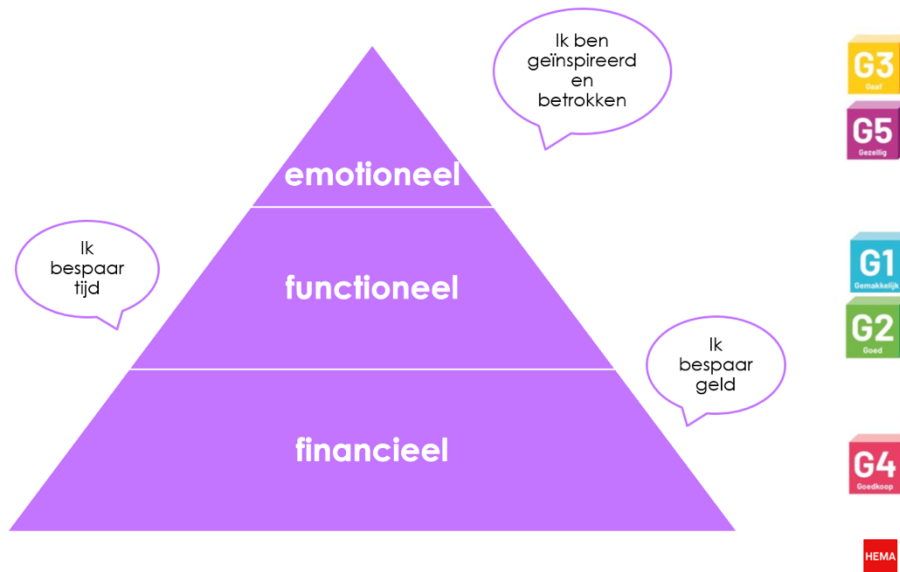 Ik ben
geïnspireerd
en
betrokken
G3
Gaaf
G5
Gezellig
emotioneel
Ik
bespaar
tijd
functioneel
G1
Gemakkelijk
G2
Goed
Ik
bespaar
geld
financieel
G4
Goedkoop
HEMA